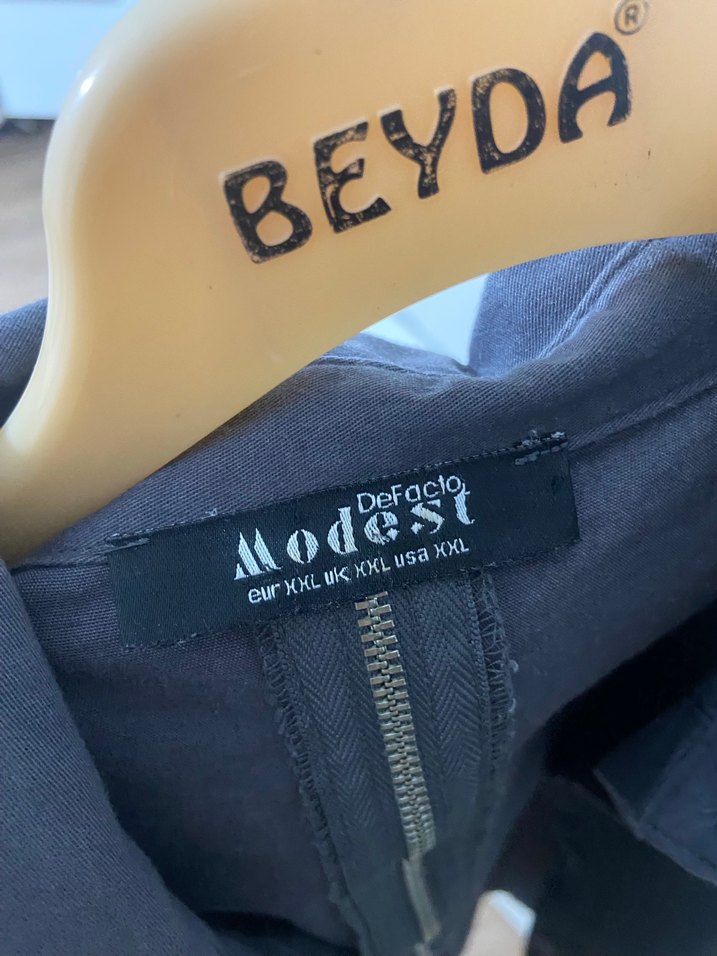 BEYDA®
DeFacto
Modest
eur XXL uk XXL usa XXL